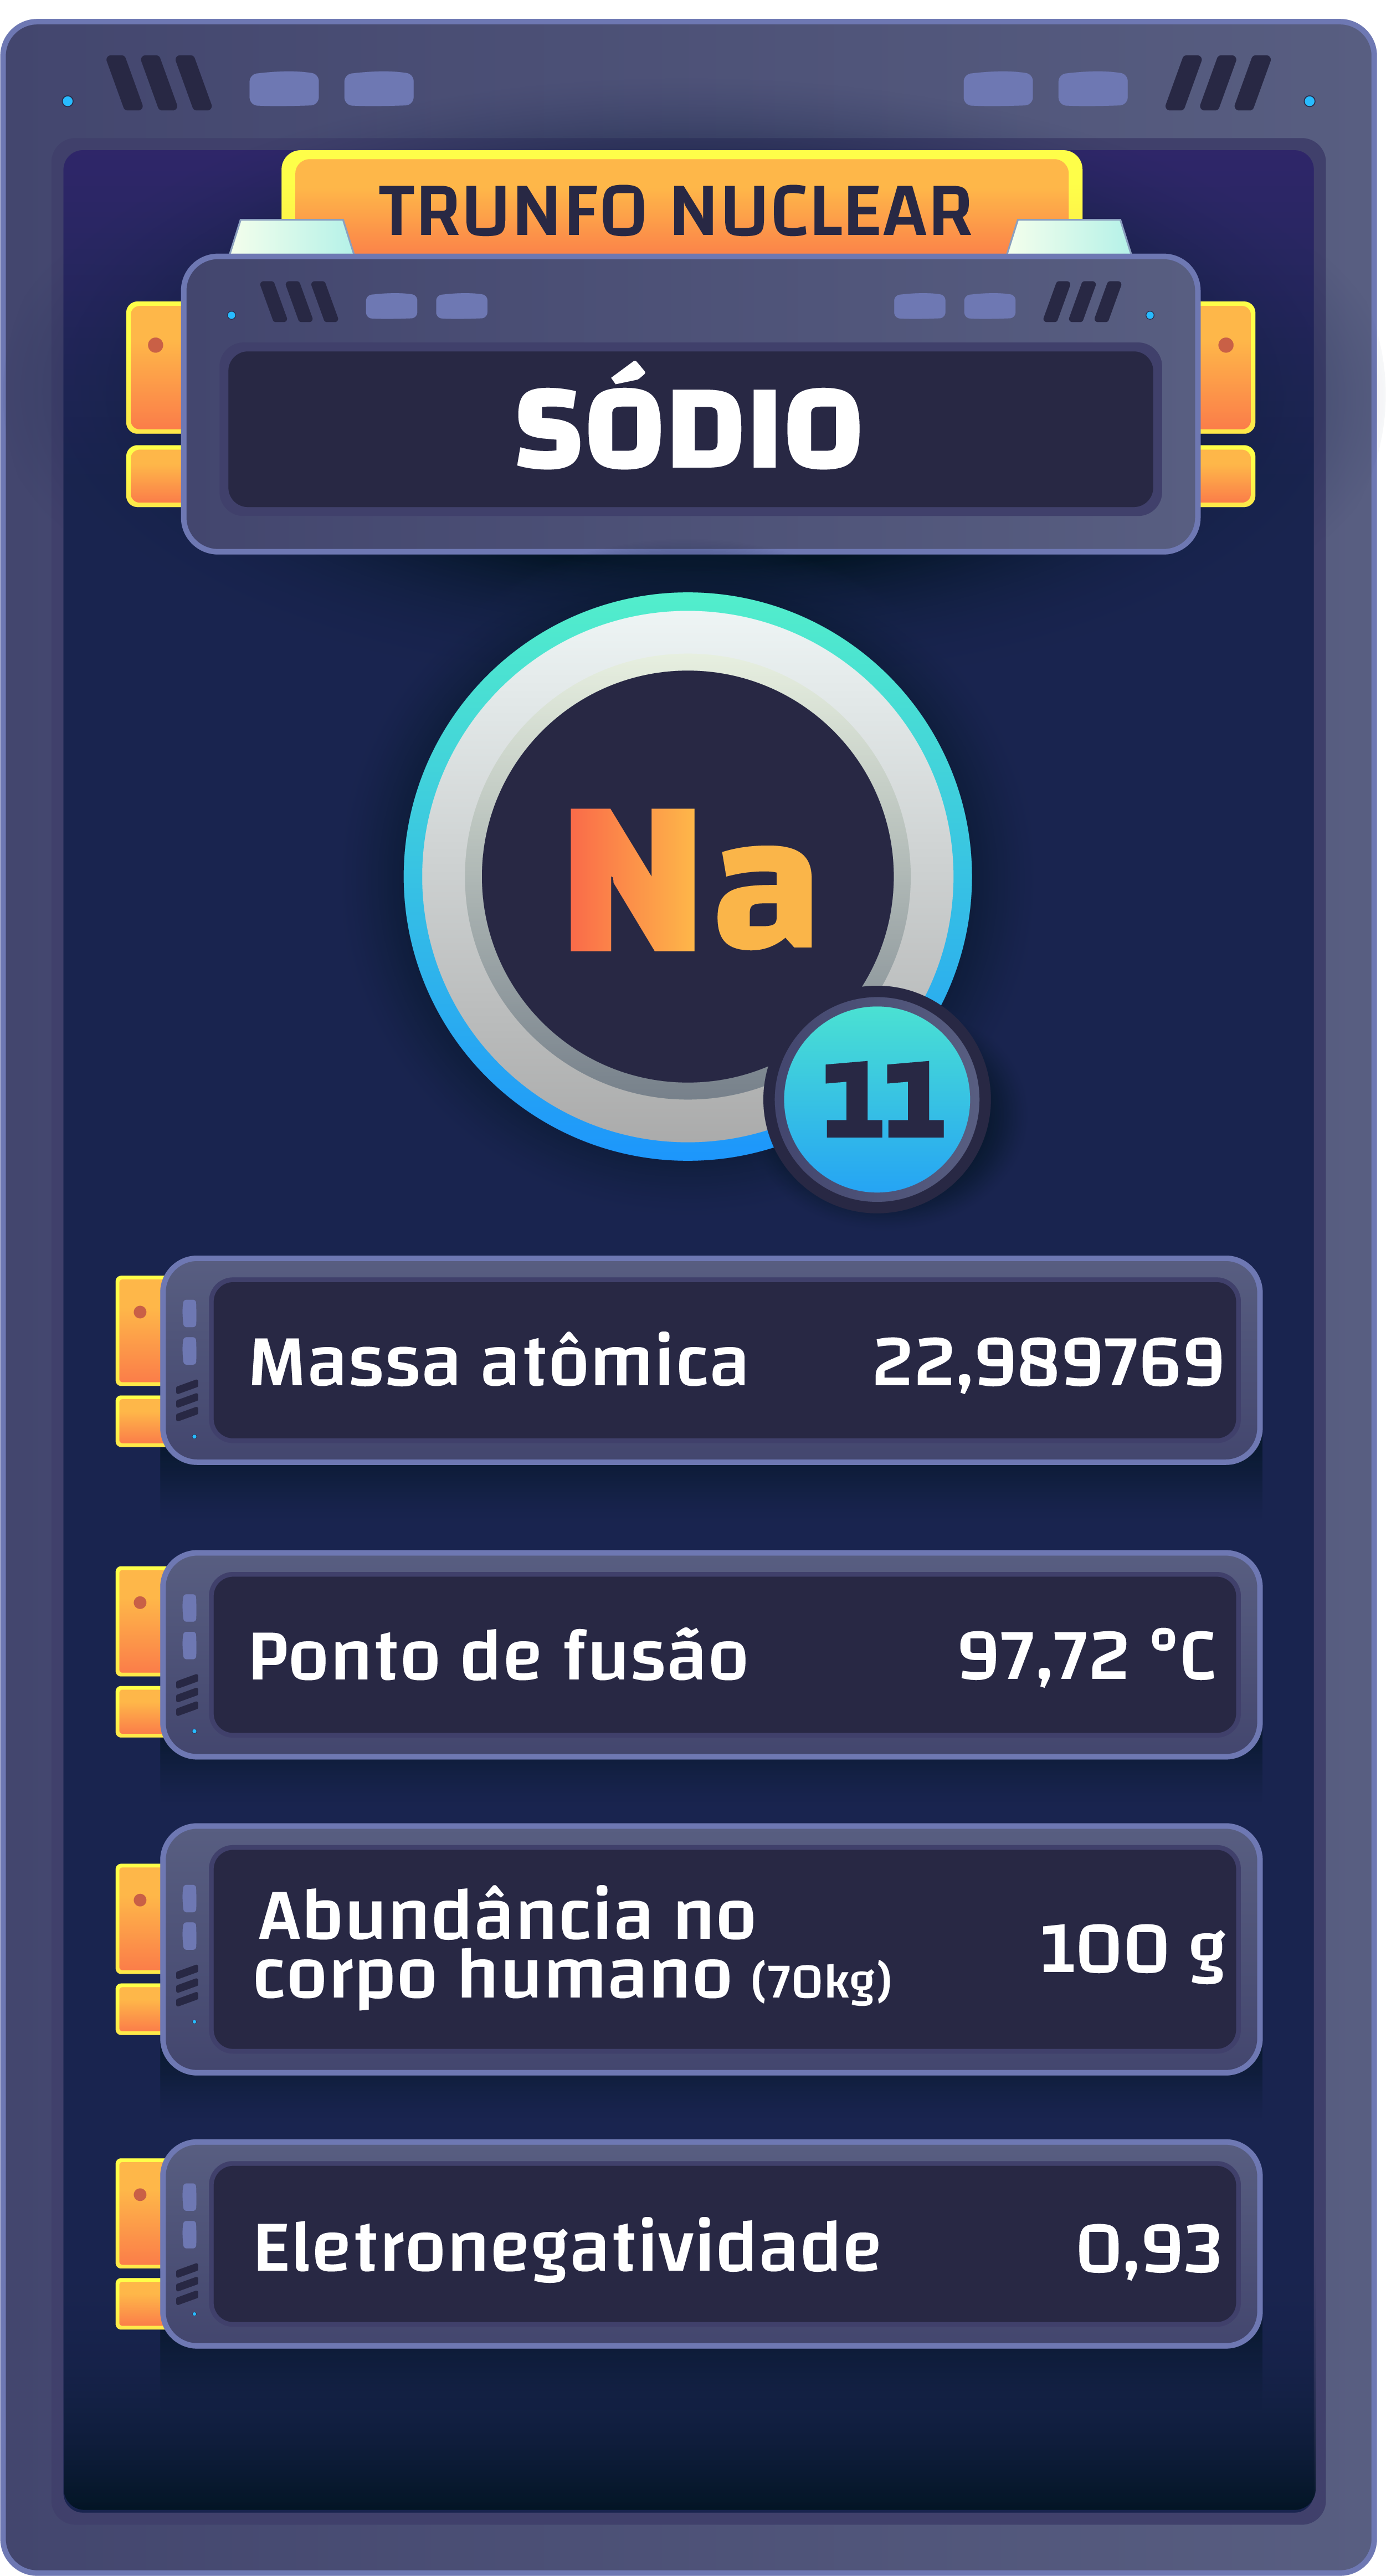 TRUNFO NUCLEAR
SÓDIO
Na
11
Massa atômica 22,989769
Ponto de fusão 97,72 °C
Abundância no
corpo humano (70kg) 100 g
Eletronegatividade 0,93